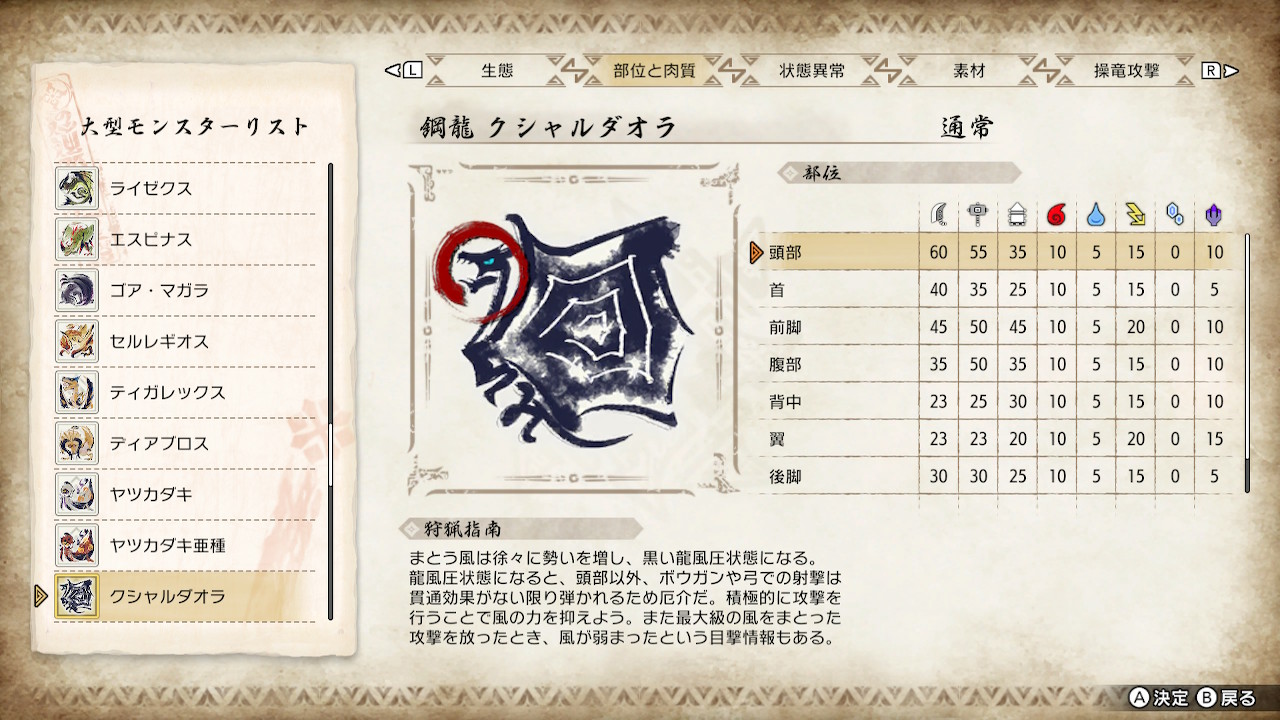 L
生態
部位と肉質
状態異常
素材
操竜攻撃
R
大型モンスターリスト
ライゼクス
エスピナス
ゴア・マガラ
セルレギオス
ティガレックス
ディアブロス
ヤツカダキ
ヤツカダキ亜種
クシャルダオラ
鋼龍 クシャルダオラ
通常
部位
頭部 60 55 35 10 5 15 0 10
首 40 35 25 10 5 15 0 5
前脚 45 50 45 10 5 20 0 10
腹部 35 50 35 10 5 15 0 10
背中 23 25 30 10 5 15 0 10
翼 23 23 20 10 5 20 0 15
後脚 30 30 25 10 5 15 0 5
狩猟指南
まとう風は徐々に勢いを増し、黒い龍風圧状態になる。
龍風圧状態になると、頭部以外、ボウガンや弓での射撃は
貫通効果がない限り弾かれるため厄介だ。積極的に攻撃を
行うことで風の力を抑えよう。また最大級の風をまとった
攻撃を放ったとき、風が弱まったという目撃情報もある。
A 決定 B 戻る